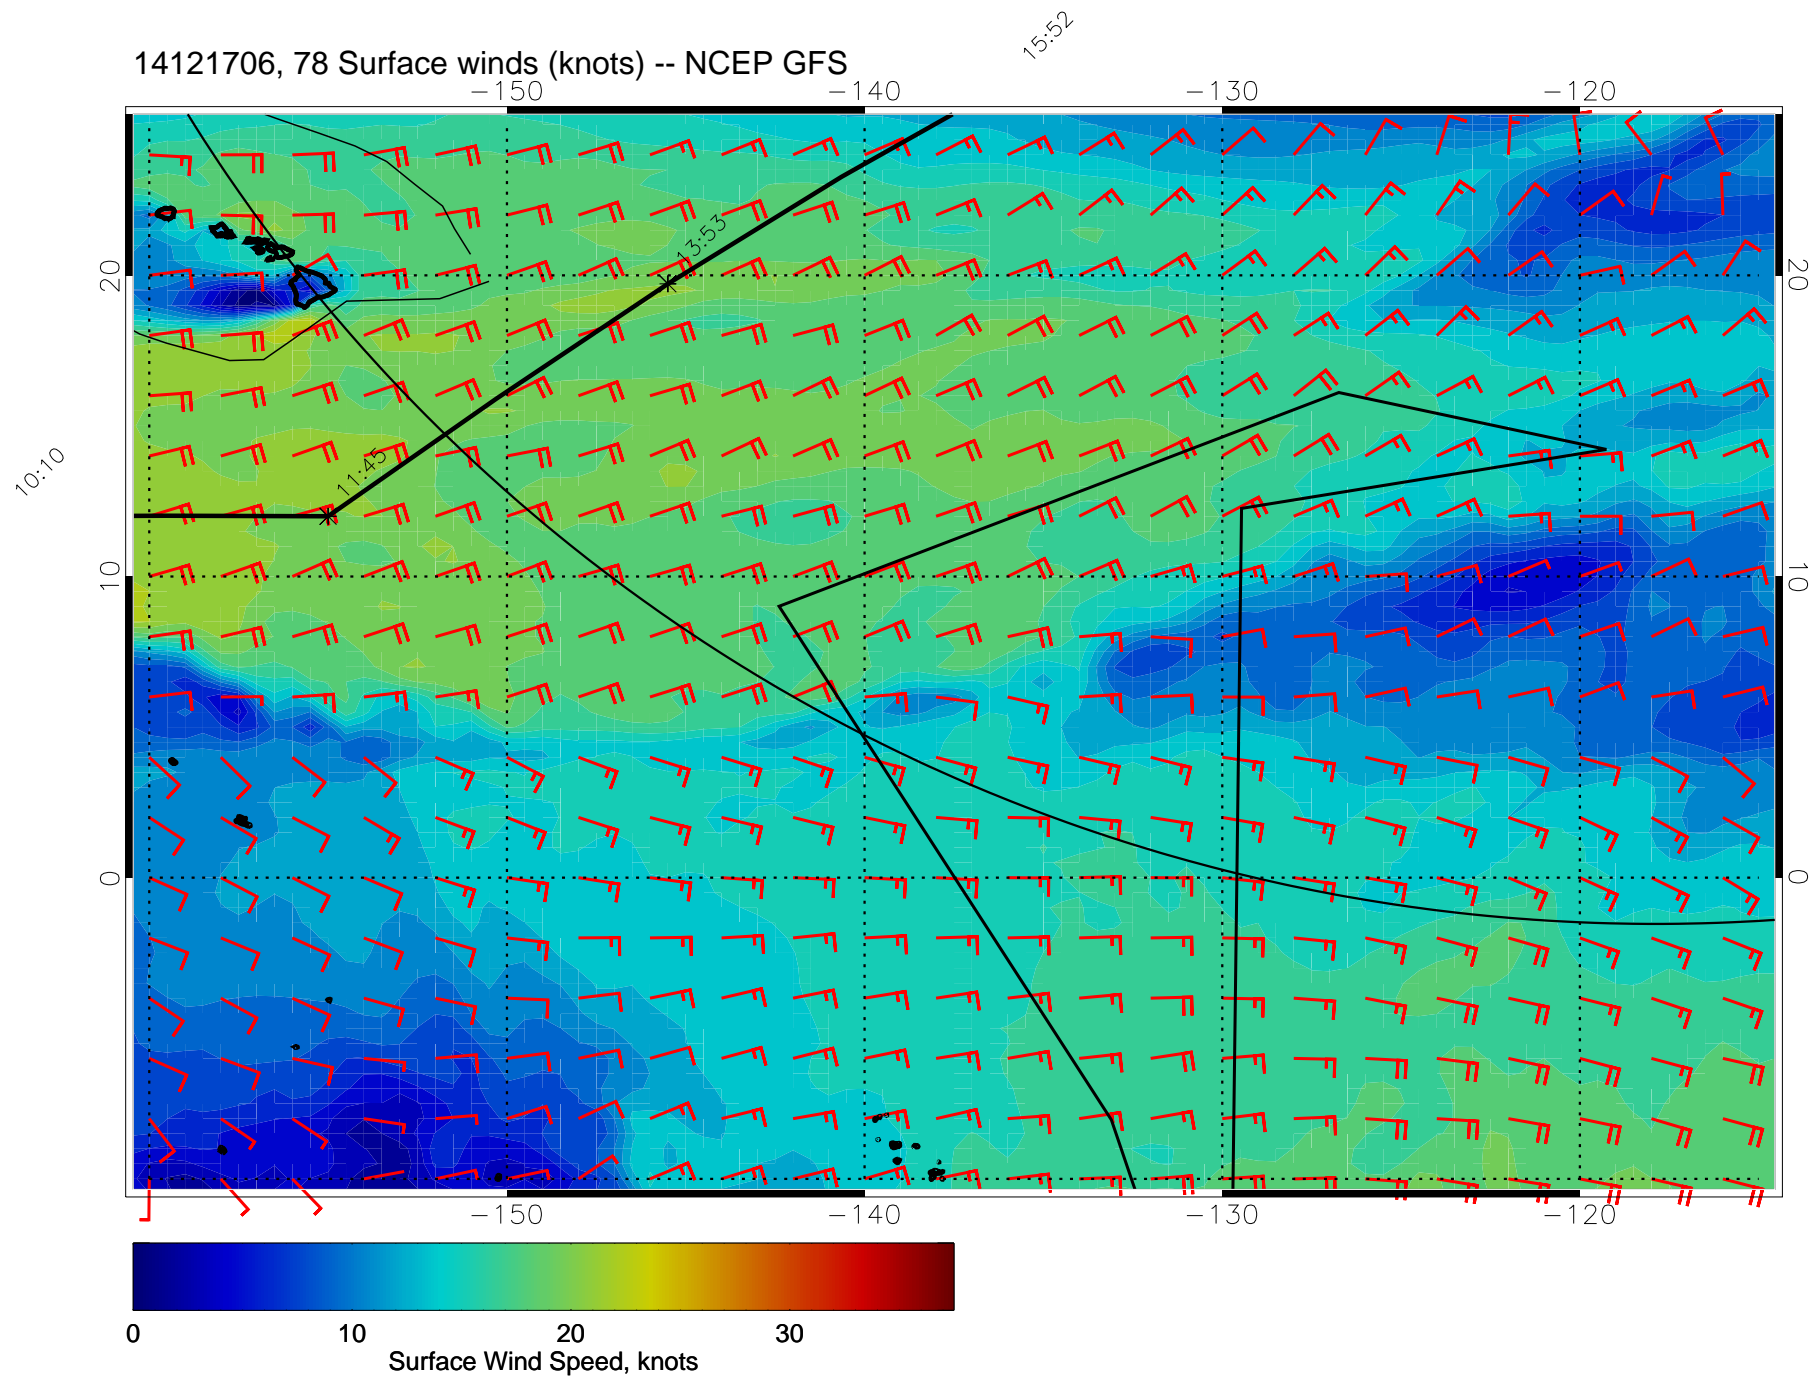 15:52
14121706, 78 Surface winds (knots) -- NCEP GFS
-150 -140 -130 -120
13:53
20 20
10:10
11:45
10 10
0 0
-150 -140 -130 -120
0 10 20 30
Surface Wind Speed, knots